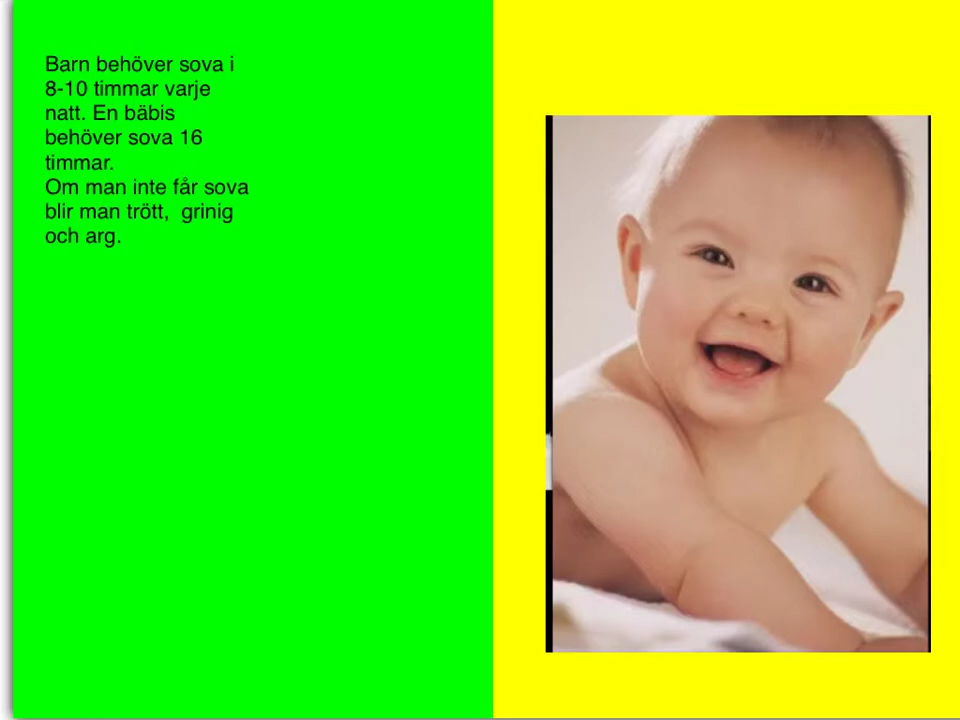 Barn behöver sova i
8-10 timmar varje
natt. En bäbis
behöver sova 16
timmar.
Om man inte får sova
blir man trött,  grinig
och arg.